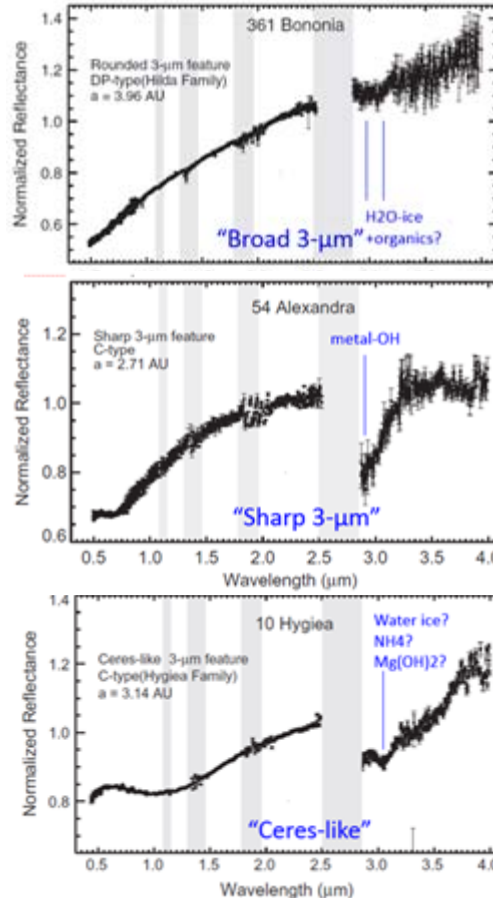 361 Bononia
Rounded 3-μm feature
DP-type(Hilda Family)
a = 3.96 AU
Normalized Reflectance
1.4
1.2
1.0
0.8
0.6
H2O-ice
+organics?
"Broad 3-μm"
54 Alexandra
Sharp 3-μm feature
C-type
a = 2.71 AU
metal-OH
Normalized Reflectance
1.2
1.0
0.8
0.6
"Sharp 3-μm"
0.5 1.0 1.5 2.0 2.5 3.0 3.5 4.0
Wavelength (μm)
1.4
10 Hygiea
Water ice?
NH4?
Mg(OH)2?
Ceres-like 3-μm feature
C-type(Hygiea Family)
a = 3.14 AU
Normalized Reflectance
1.2
1.0
0.8
"Ceres-like"
0.5 1.0 1.5 2.0 2.5 3.0 3.5 4.0
Wavelength (μm)